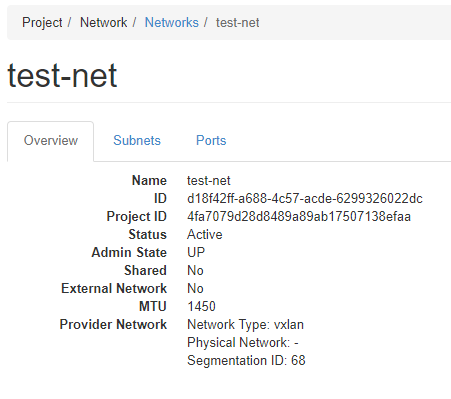 Project / Network / Networks / test-net
test-net
Overview Subnets Ports
Name test-net
ID d18f42ff-a688-4c57-acde-6299326022dc
Project ID 4fa7079d28d8489a89ab17507138efaa
Status Active
Admin State UP
Shared No
External Network No
MTU 1450
Provider Network Network Type: vxlan
Physical Network: -
Segmentation ID: 68